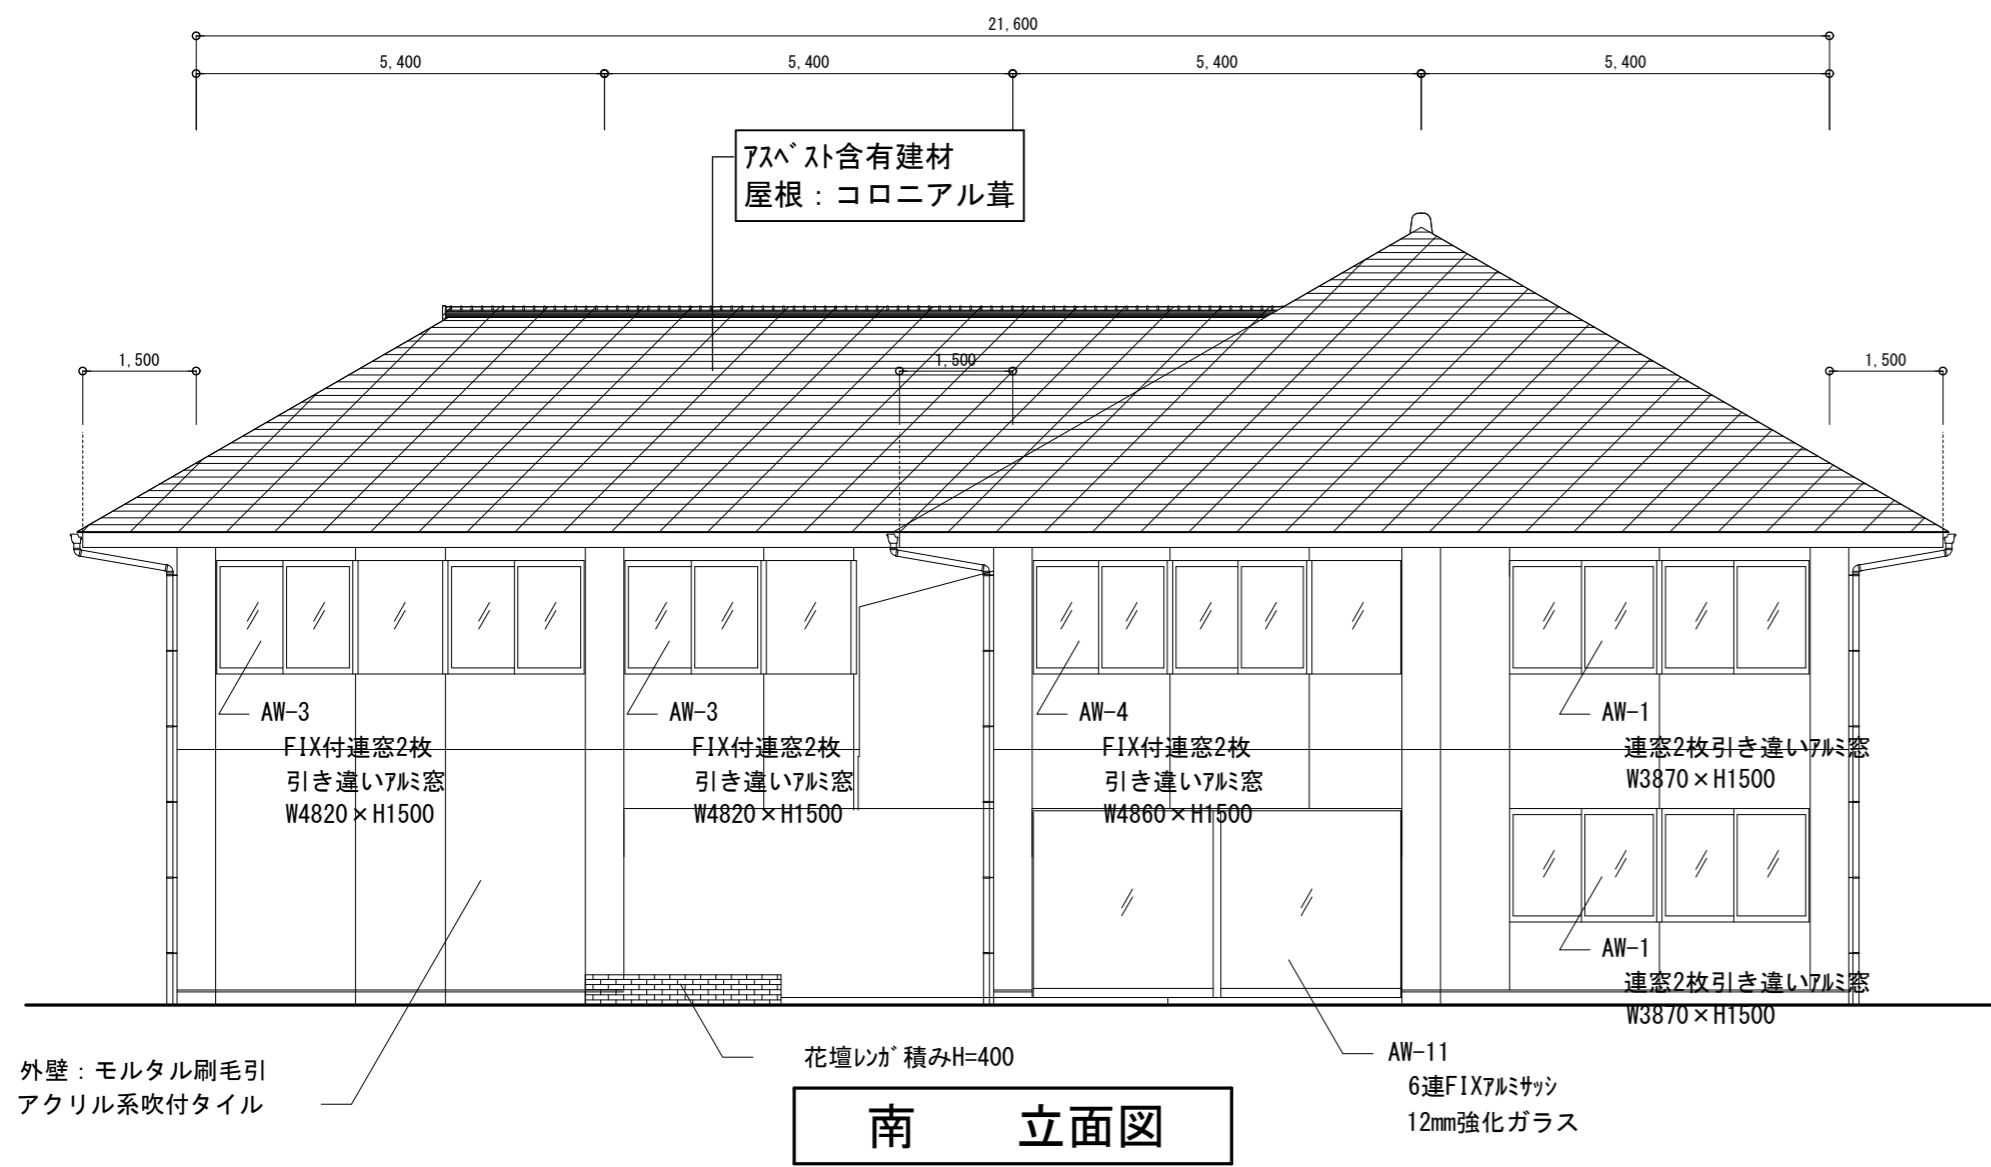 21,600
5,400
5,400
5,400
5,400
ｱｽﾍﾞｽﾄ含有建材
屋根：コロニアル葺
1,500
1,500
1,500
AW-3
FIX付連窓2枚
引き違いｱﾙﾐ窓
W4820×H1500
AW-3
FIX付連窓2枚
引き違いｱﾙﾐ窓
W4820×H1500
AW-4
FIX付連窓2枚
引き違いｱﾙﾐ窓
W4860×H1500
AW-1
連窓2枚引き違いｱﾙﾐ窓
W3870×H1500
AW-1
連窓2枚引き違いｱﾙﾐ窓
W3870×H1500
外壁：モルタル刷毛引
アクリル系吹付タイル
花壇ﾚﾝｶﾞ積みH=400
AW-11
6連FIXｱﾙﾐｻｯｼ
12mm強化ガラス
南　立面図